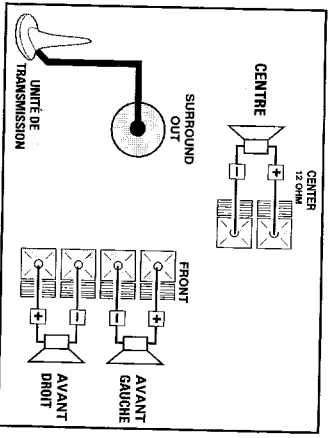 CENTRE
CENTER
12 OHM
SURROUND
OUT
UNITÉ DE
TRANSMISSION
FRONT
+
−
+
−
−
+
AVANT
GAUCHE
AVANT
DROIT